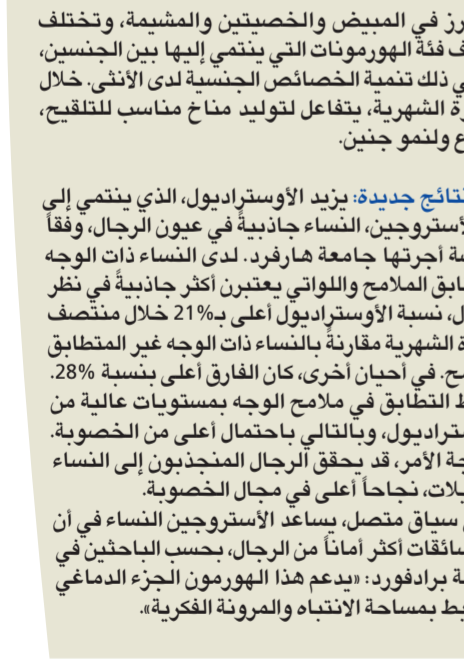 رز في المبيض والخصيتين والمشيمة، وتختلف
ف فئة الهورمونات التي ينتمي إليها بين الجنسين،
ي ذلك تنمية الخصائص الجنسية لدى الأنثى. خلال
رة الشهرية، يتفاعل لتوليد مناخ مناسب للتلقيح،
ع ولنمو جنين.
نتائج جديدة: يزيد الأوستراديول، الذي ينتمي إلى
لأستروجين، النساء جاذبيةً في عيون الرجال، وفقاً
سة أجرتها جامعة هارفرد. لدى النساء ذات الوجه
ابق الملامح واللواتي يعتبرن أكثر جاذبيةً في نظر
ل، نسبة الأوستراديول أعلى بـ21% خلال منتصف
ة الشهرية مقارنةً بالنساء ذات الوجه غير المتطابق
مح. في أحيان أخرى، كان الفارق أعلى بنسبة 28%.
ط التطابق في ملامح الوجه بمستويات عالية من
ستراديول، وبالتالي باحتمال أعلى من الخصوبة.
جة الأمر، قد يحقق الرجال المنجذبون إلى النساء
يلات، نجاحاً أعلى في مجال الخصوبة.
ي سياق متصل، يساعد الأستروجين النساء في أن
سائقات أكثر أماناً من الرجال، بحسب الباحثين في
ة برادفورد: «يدعم هذا الهورمون الجزء الدماغي
بط بمساحة الانتباه والمرونة الفكرية».